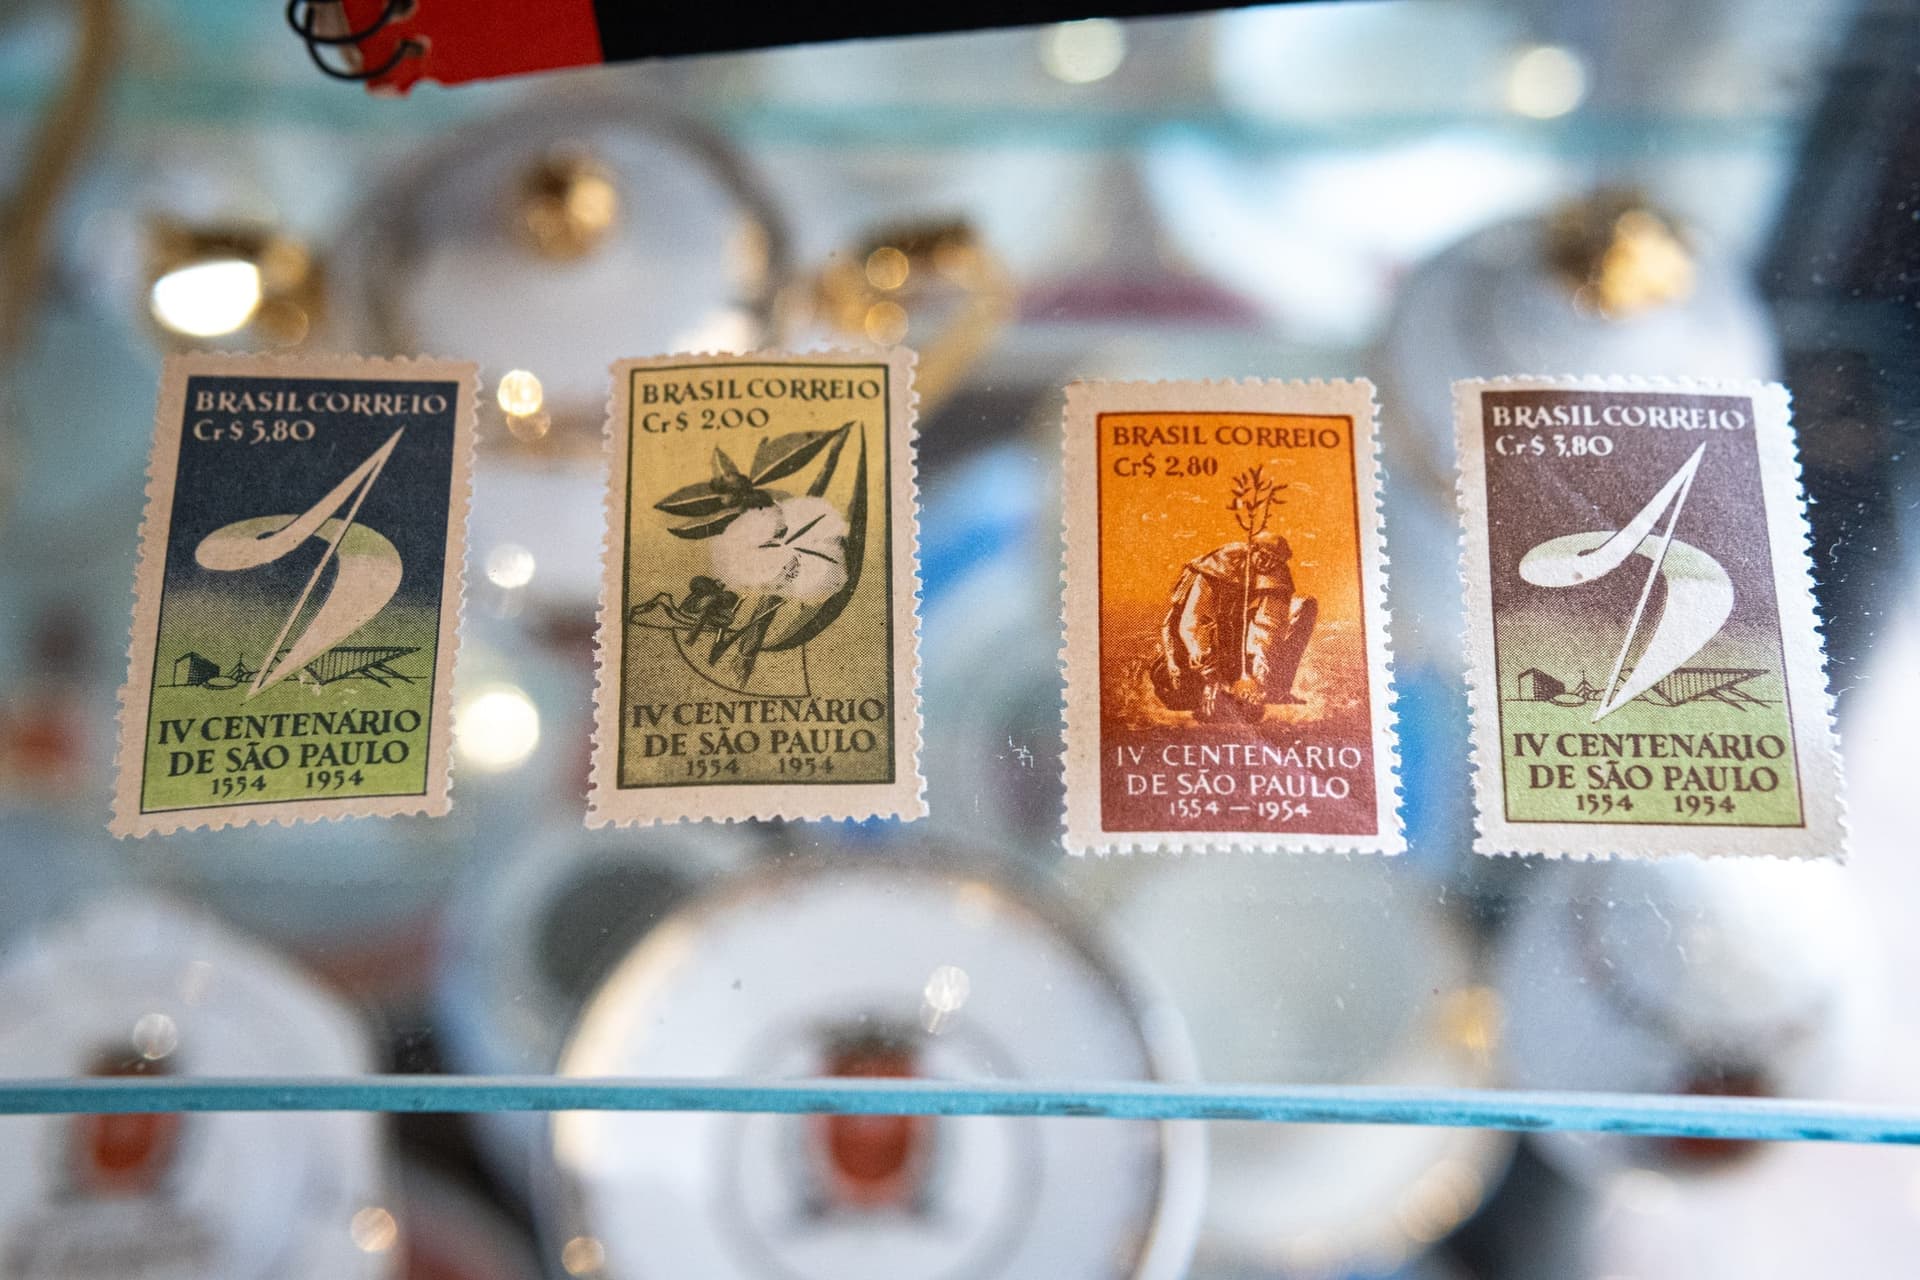 BRASIL CORREIO
Cr$ 5,80
IV CENTENÁRIO
DE SÃO PAULO
1554 1954
BRASIL CORREIO
Cr$ 2,00
IV CENTENÁRIO
DE SÃO PAULO
1554 1954
BRASIL CORREIO
Cr$ 2,80
IV CENTENÁRIO
DE SÃO PAULO
1554 — 1954
BRASIL CORREIO
Cr$ 3,80
IV CENTENÁRIO
DE SÃO PAULO
1554 1954